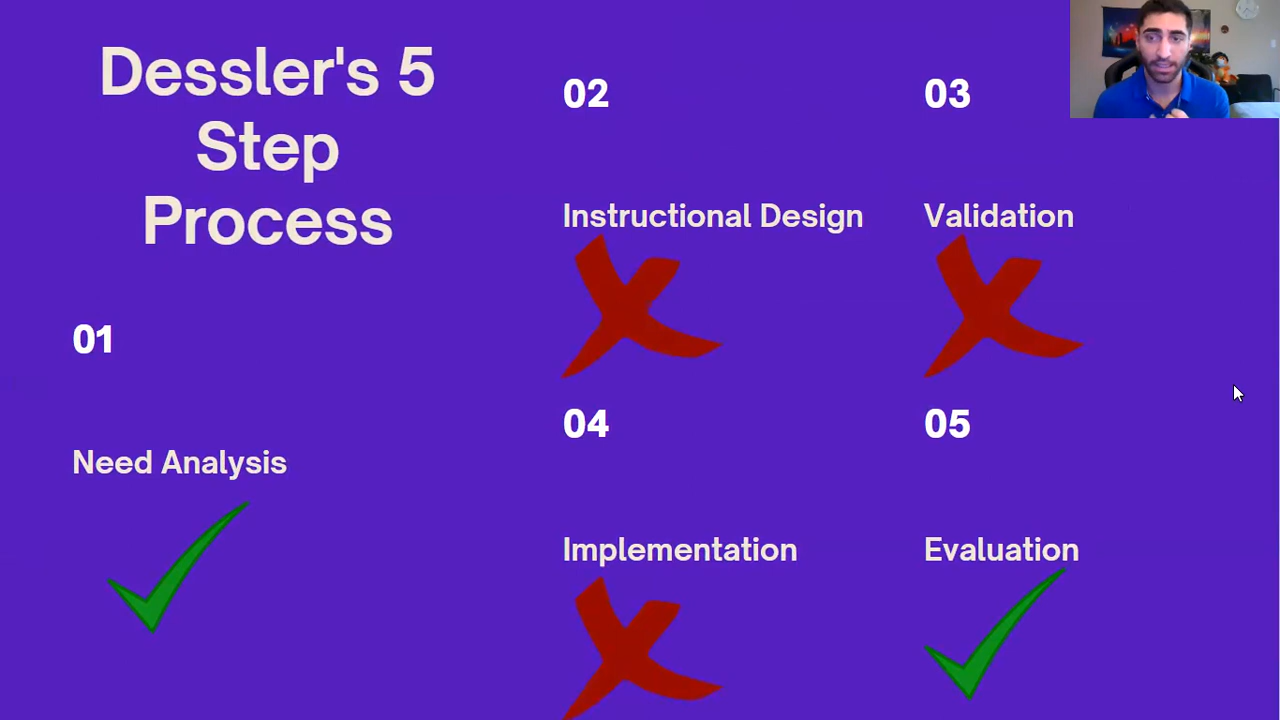 Dessler's 5
Step
Process
01
Need Analysis
02
Instructional Design
03
Validation
04
Implementation
05
Evaluation